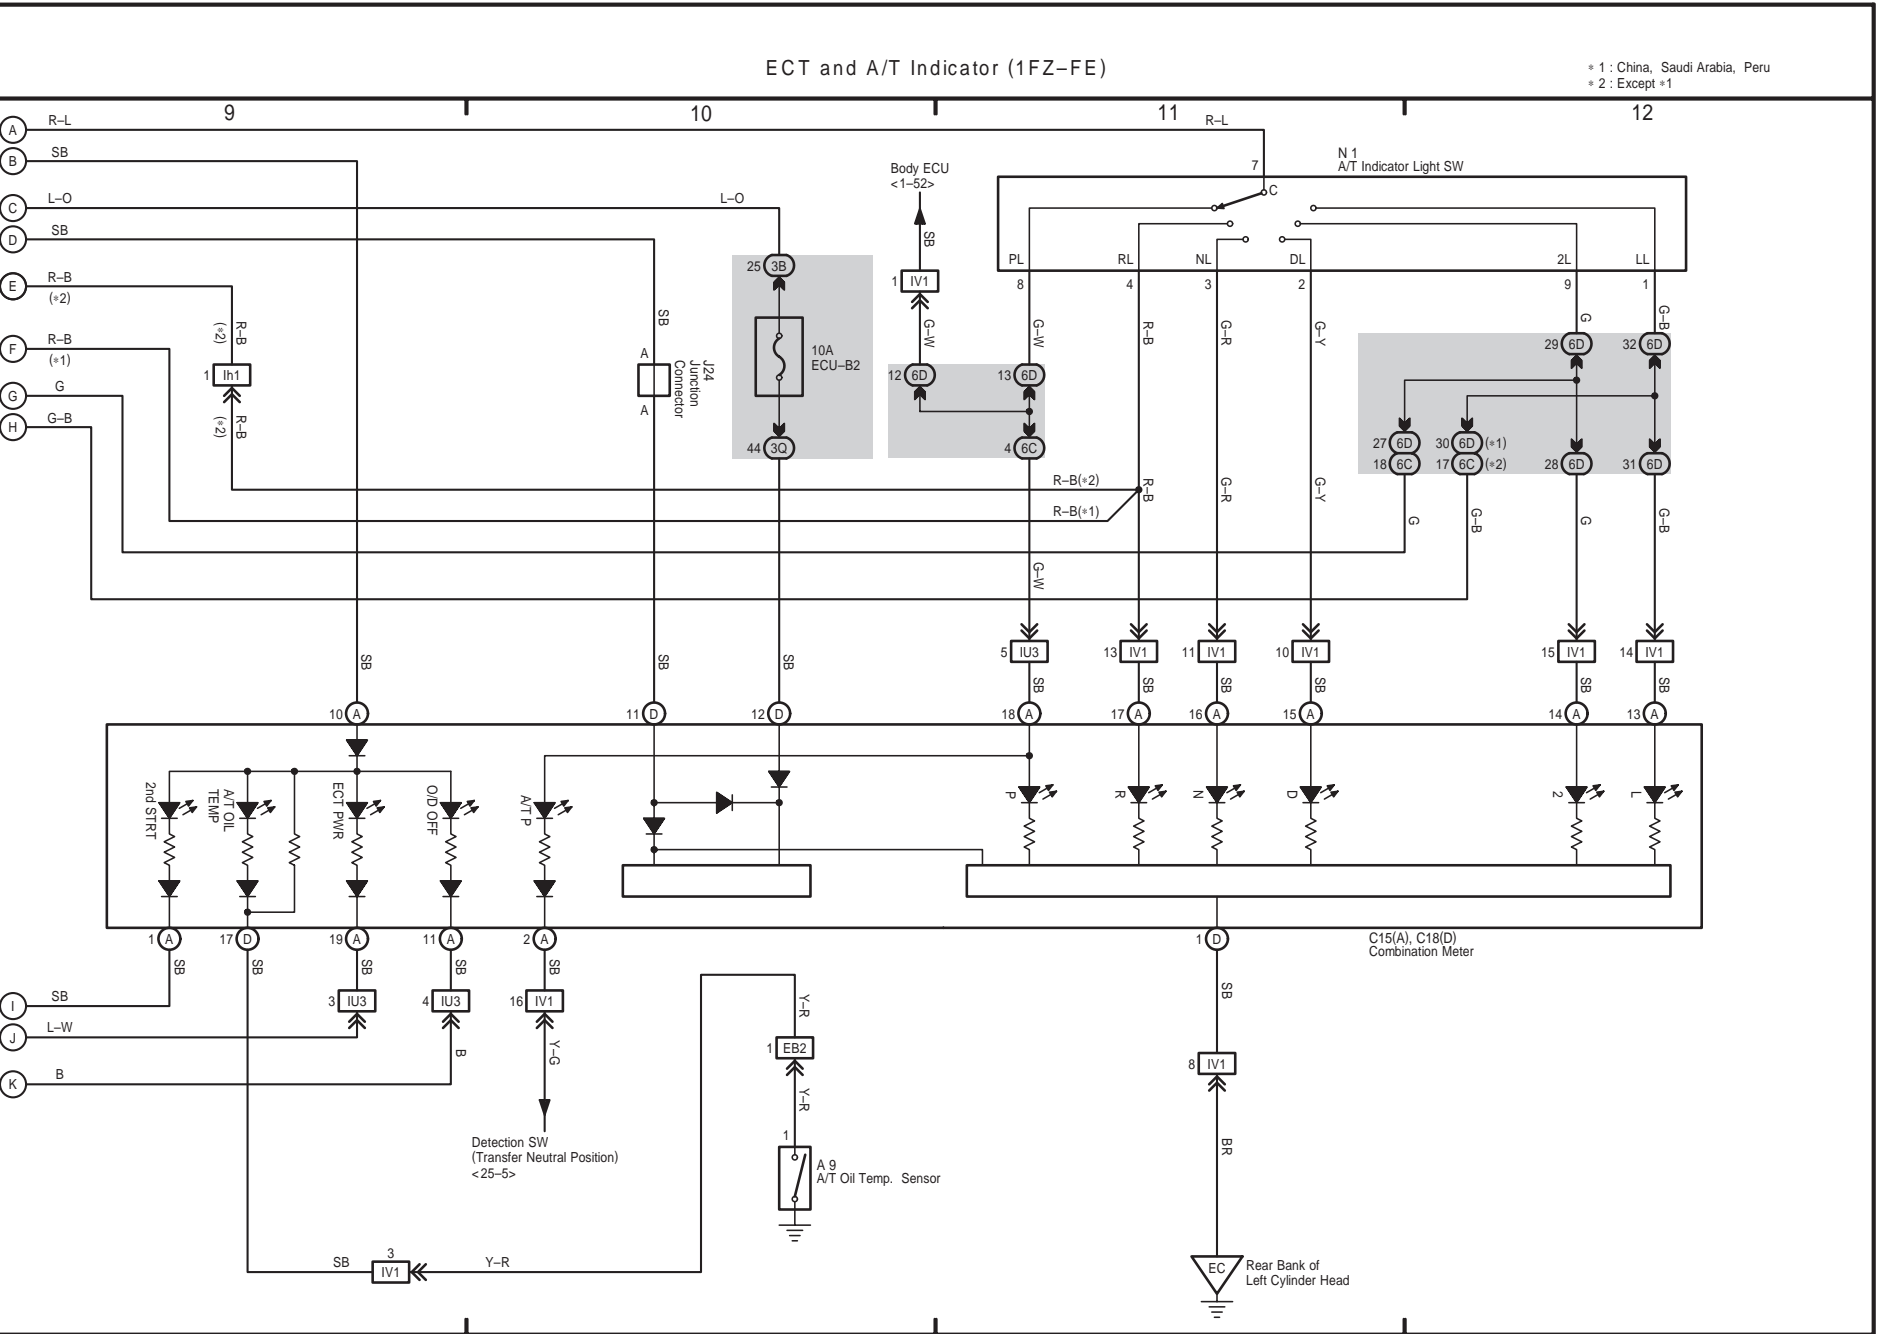 ECT and A/T Indicator (1FZ–FE)
∗ 1 : China, Saudi Arabia, Peru
∗ 2 : Except ∗1
9
10
11
12
A
R–L
R–L
B
SB
C
L–O
L–O
D
SB
E
R–B
(∗2)
F
R–B
(∗1)
G
G
H
G–B
R–B
(∗2)
1
Ih1
R–B
(∗2)
SB
A
A
J24
Junction
Connector
25
3B
10A
ECU–B2
44
3Q
Body ECU
<1–52>
SB
1
IV1
G–W
12
6D
13
6D
4
6C
7
N 1
A/T Indicator Light SW
C
PL
RL
NL
DL
2L
LL
8
4
3
2
9
1
G–W
R–B
G–R
G–Y
G
G–B
29
6D
32
6D
27
6D
30
6D
(∗1)
18
6C
17
6C
(∗2)
28
6D
31
6D
R–B(∗2)
R–B(∗1)
R–B
G–R
G–Y
G
G–B
G
G–B
G–W
SB
SB
SB
5
IU3
13
IV1
11
IV1
10
IV1
15
IV1
14
IV1
SB
SB
SB
SB
SB
SB
10
A
11
D
12
D
18
A
17
A
16
A
15
A
14
A
13
A
2nd STRT
A/T OIL
TEMP
ECT PWR
O/D OFF
A/T P
P
R
N
D
2
L
1
A
17
D
19
A
11
A
2
A
1
D
C15(A), C18(D)
Combination Meter
SB
SB
SB
SB
SB
SB
I
SB
J
L–W
K
B
3
IU3
4
IU3
16
IV1
B
Y–G
Y–R
1
EB2
Y–R
1
A 9
A/T Oil Temp. Sensor
8
IV1
BR
Detection SW
(Transfer Neutral Position)
<25–5>
SB
3
IV1
Y–R
EC
Rear Bank of
Left Cylinder Head